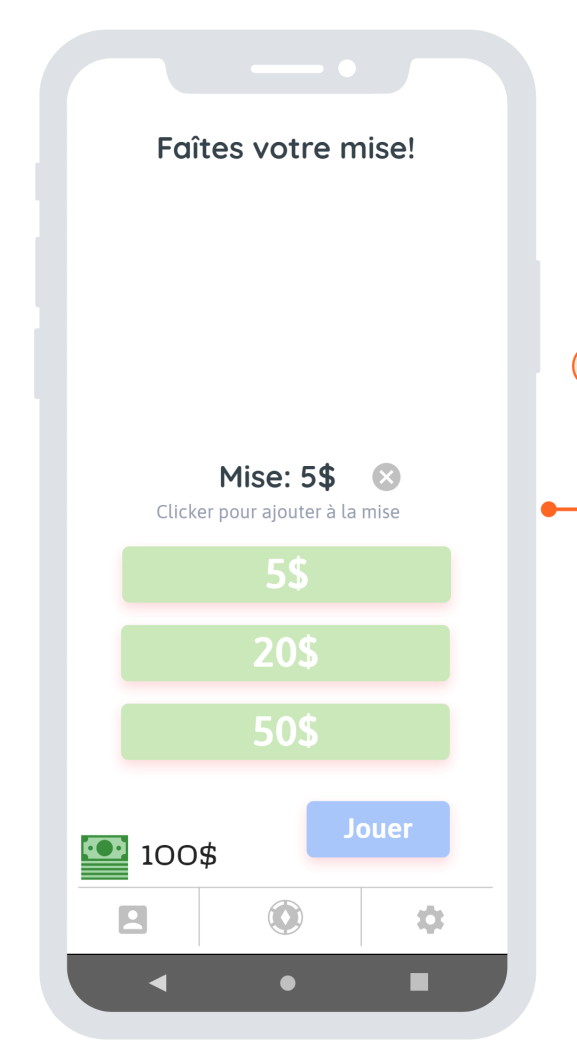 Faîtes votre mise!
Mise: 5$
Clicker pour ajouter à la mise
5$
20$
50$
Jouer
100$